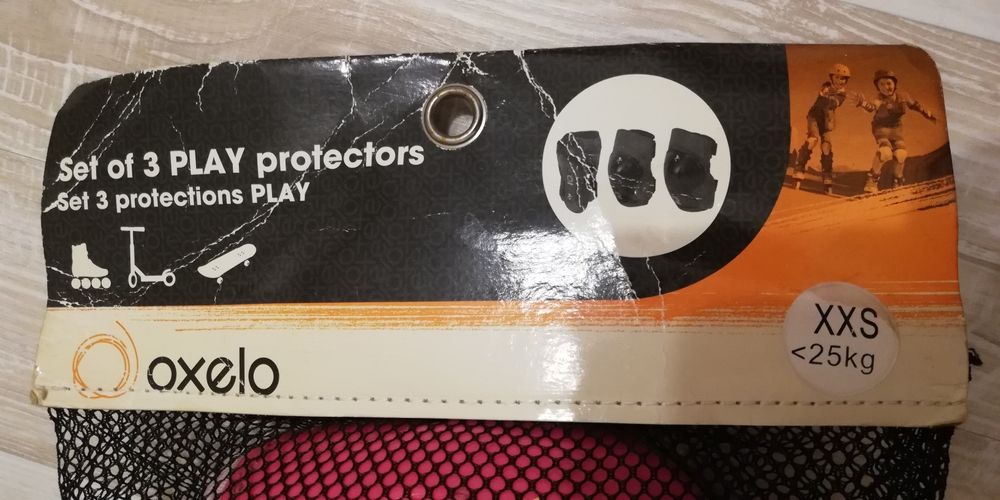 Set of 3 PLAY protectors
Set 3 protections PLAY
oxelo
XXS
<25kg